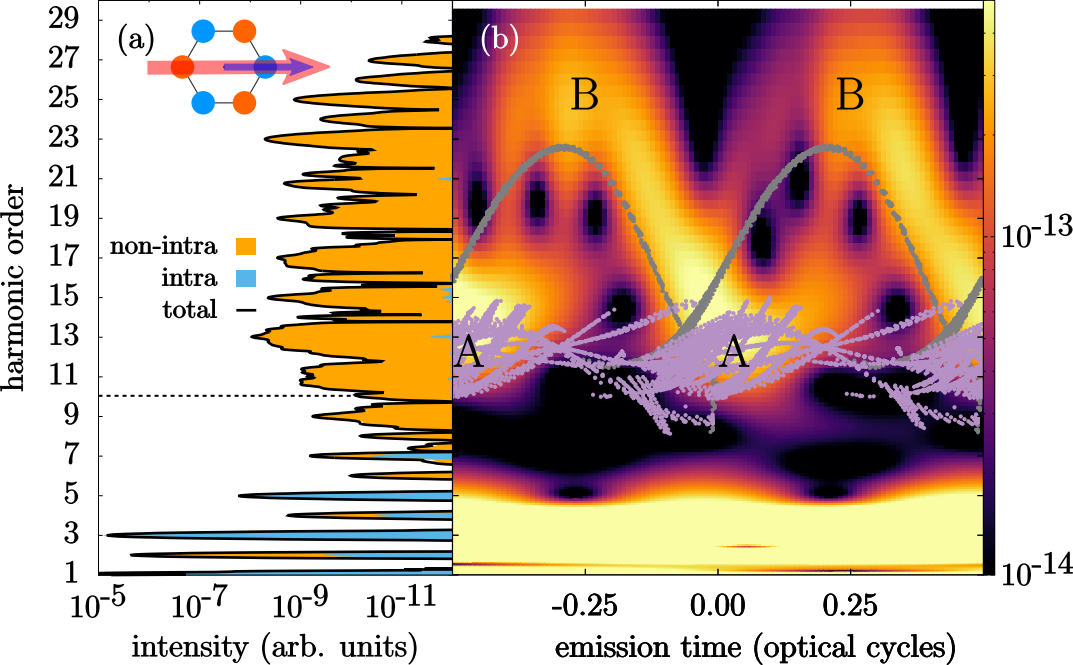 (a)
(b)
harmonic order
29
27
25
23
21
19
17
15
13
11
9
7
5
3
1
non-intra
intra
total
B
B
A
A
10-13
10-14
10-5
10-7
10-9
10-11
intensity (arb. units)
-0.25
0.00
0.25
emission time (optical cycles)